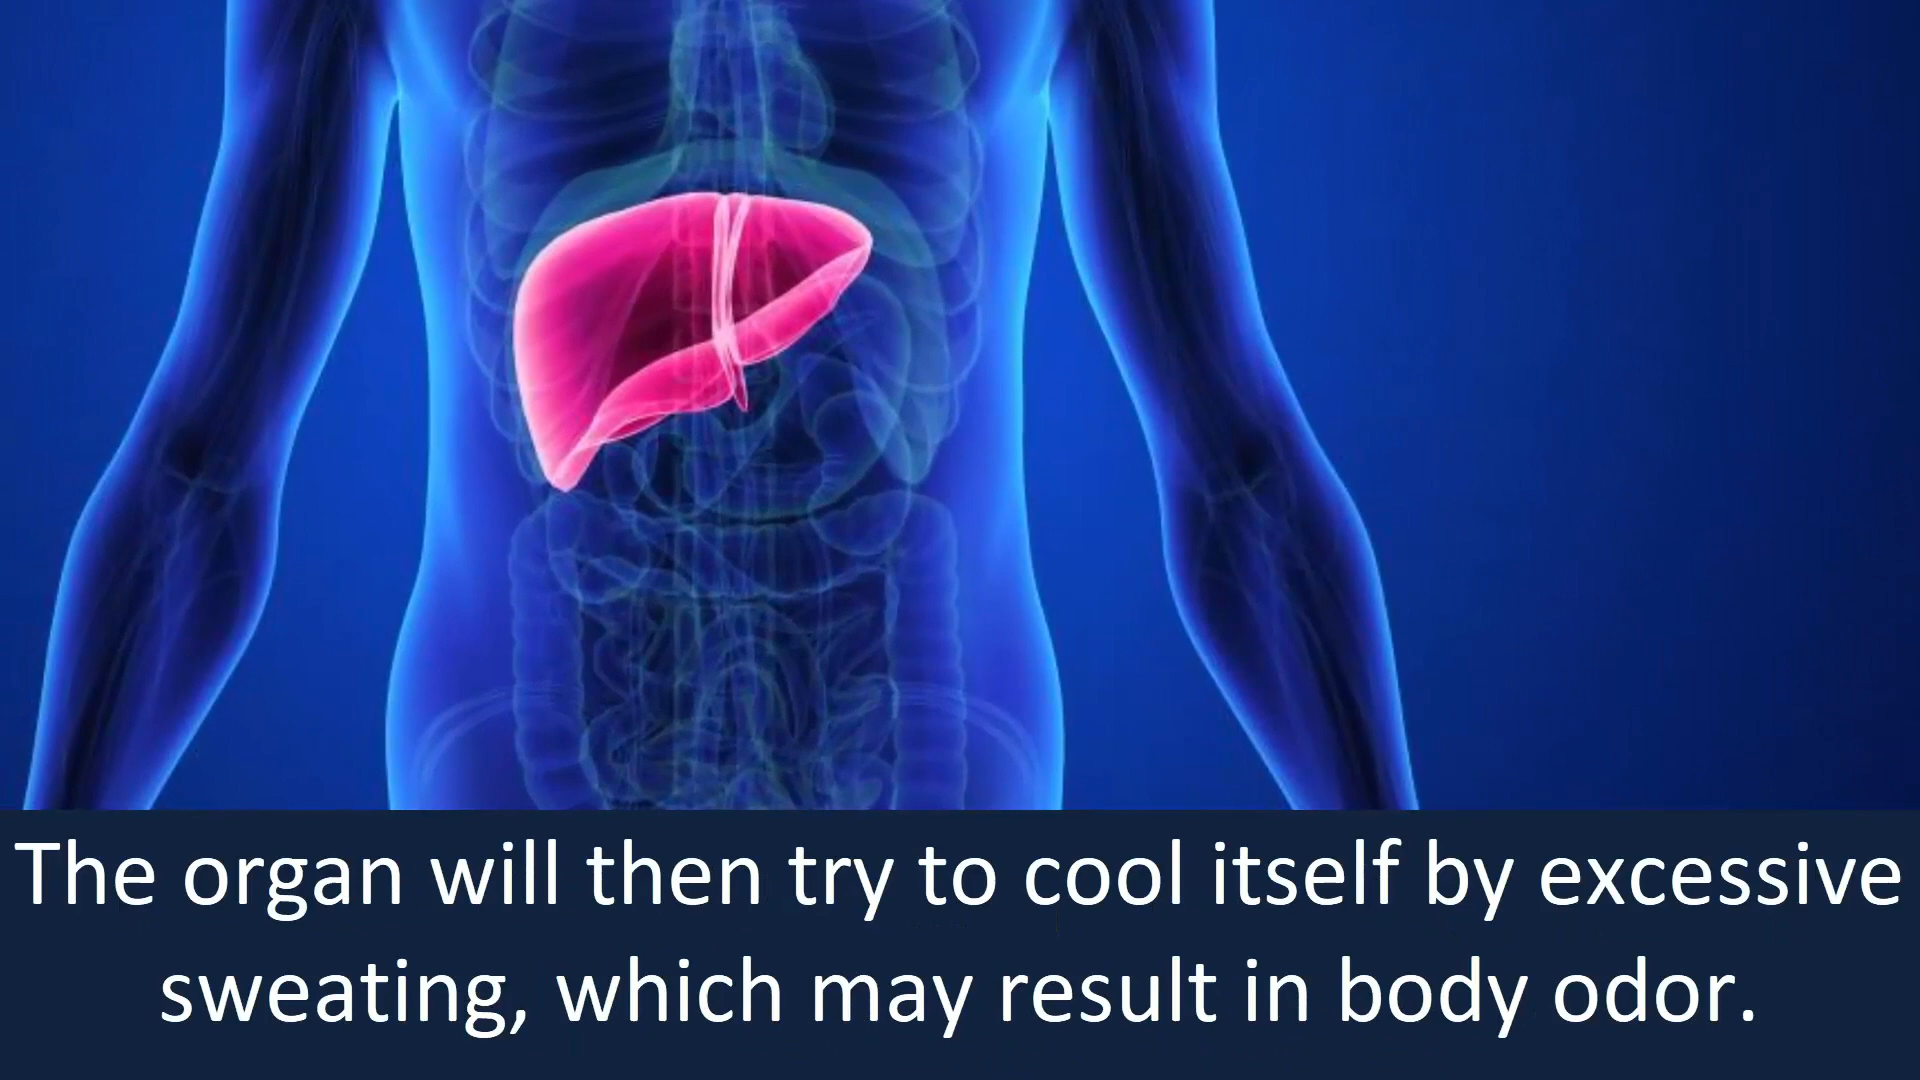 The organ will then try to cool itself by excessive
sweating, which may result in body odor.